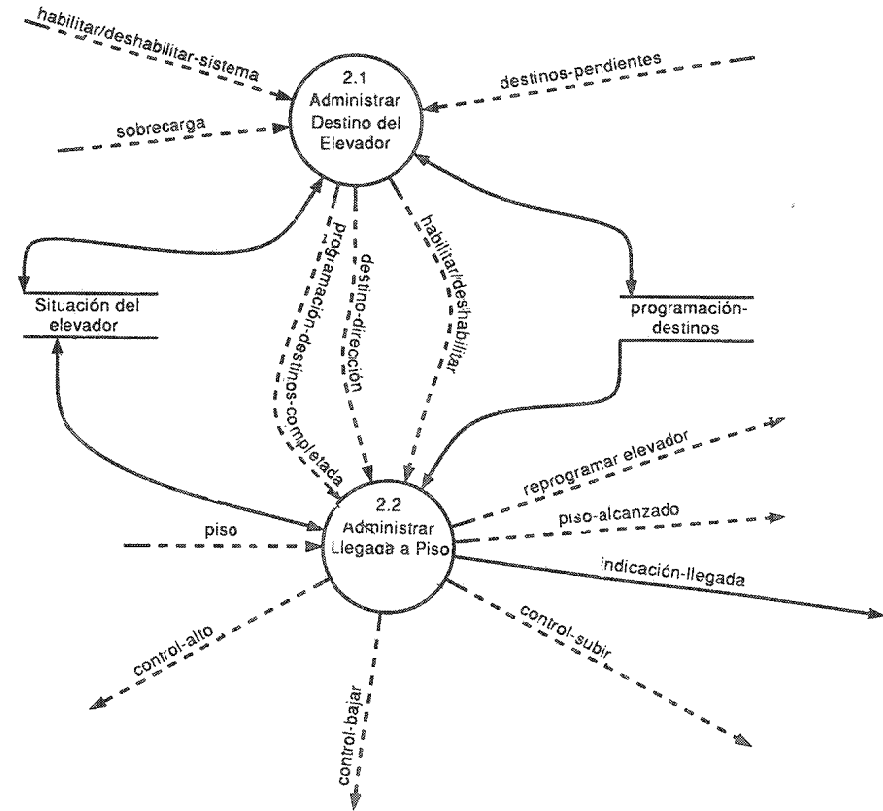 habilitar/deshabilitar-sistema
sobrecarga
2.1
Administrar
Destino del
Elevador
destinos-pendientes
programación-destinos-completada
destino-dirección
habilitar/deshabilitar
Situación del
elevador
programación-
destinos
piso
2.2
Administrar
Llegada a Piso
reprogramar elevador
piso-alcanzado
indicación-llegada
control-subir
control-alto
control-bajar